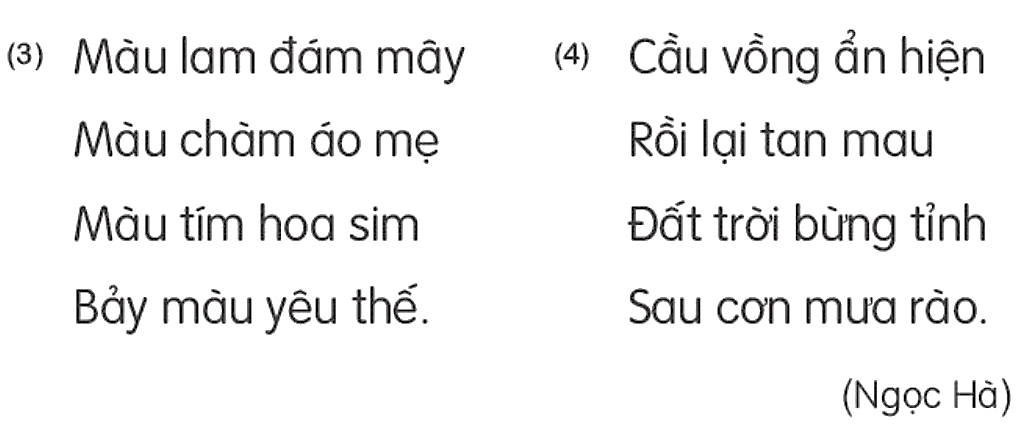 (3) Màu lam đám mây
Màu chàm áo mẹ
Màu tím hoa sim
Bảy màu yêu thế.
(4) Cầu vồng ẩn hiện
Rồi lại tan mau
Đất trời bừng tỉnh
Sau cơn mưa rào.
(Ngọc Hà)